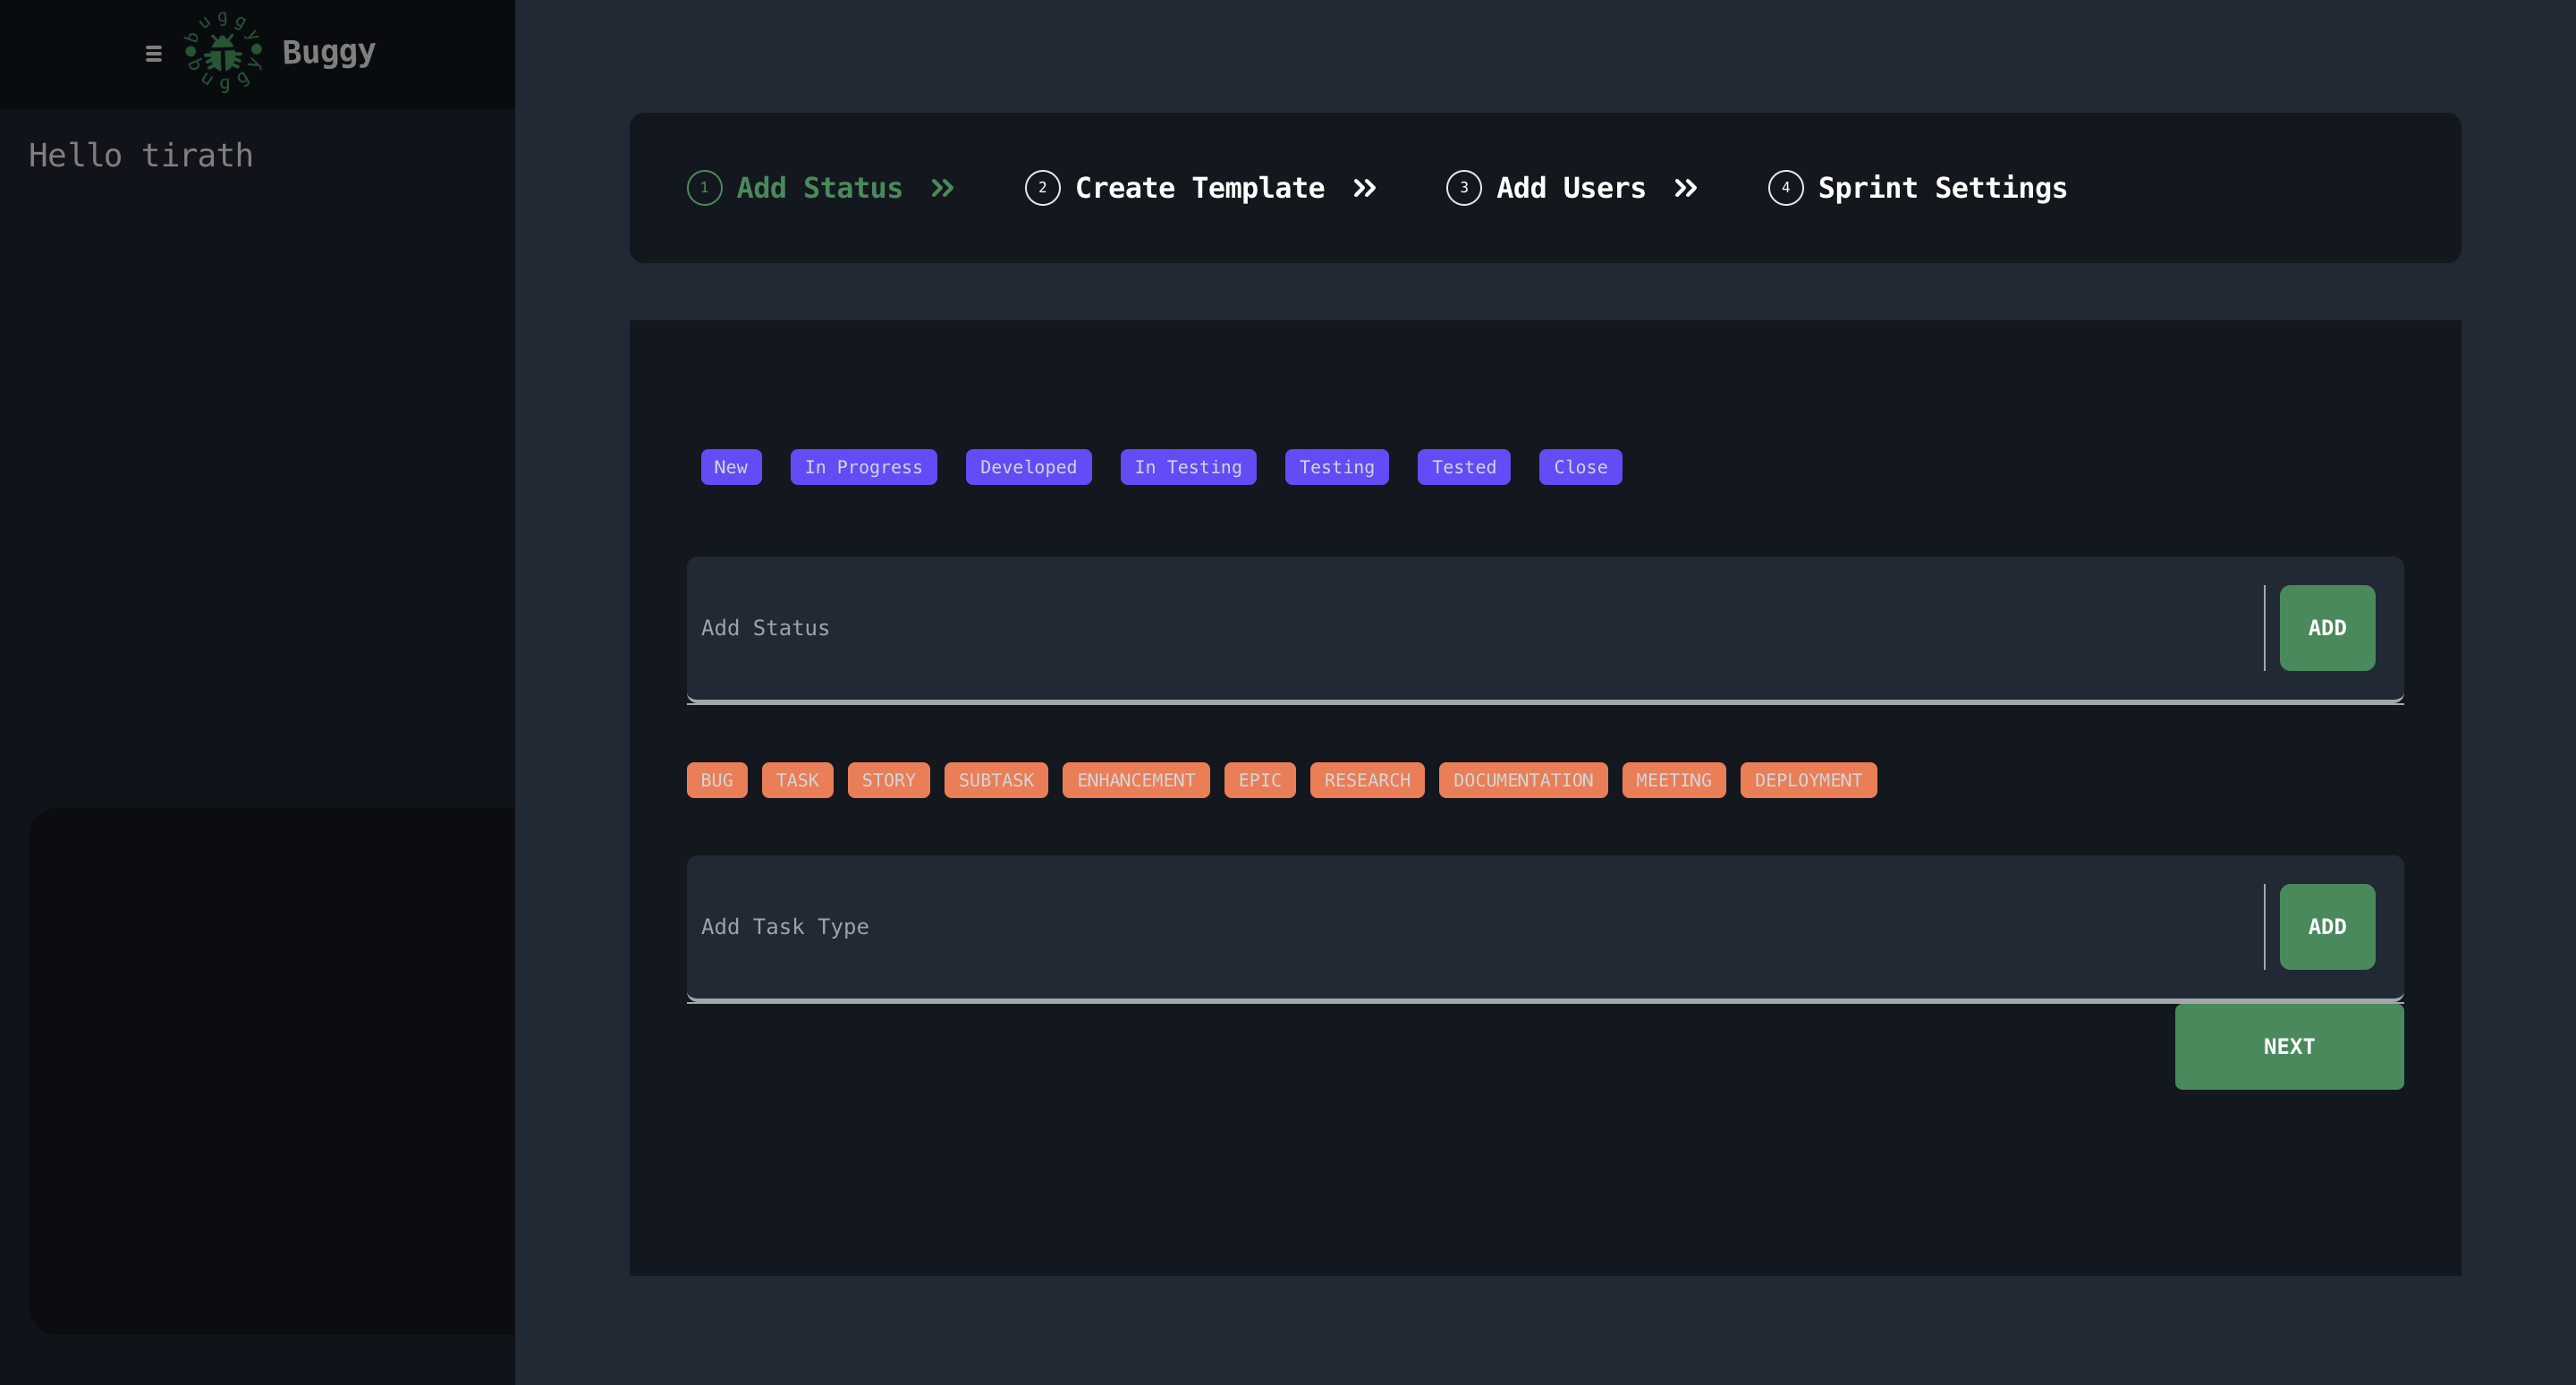 buggy buggy
Buggy
Hello tirath
1 Add Status
2 Create Template
3 Add Users
4 Sprint Settings
New In Progress Developed In Testing Testing Tested Close
Add Status ADD
BUG TASK STORY SUBTASK ENHANCEMENT EPIC RESEARCH DOCUMENTATION MEETING DEPLOYMENT
Add Task Type ADD
NEXT